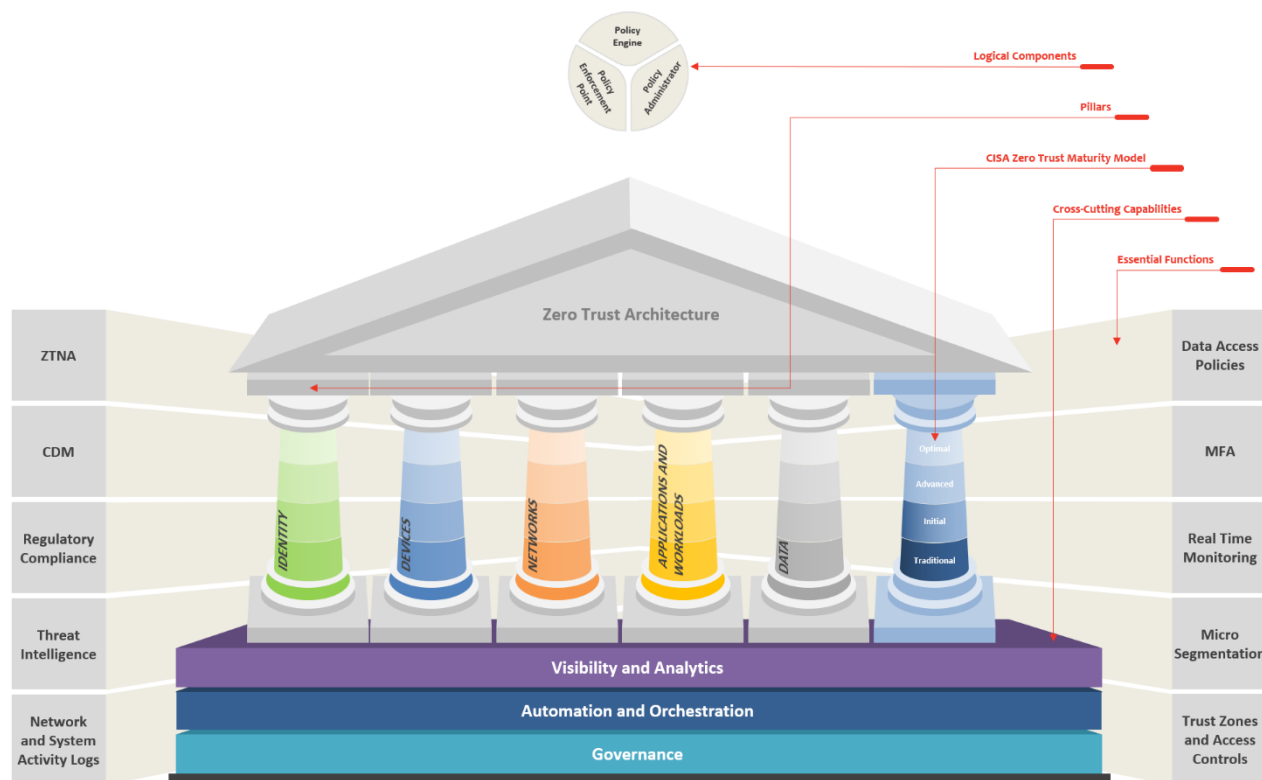 Policy
Engine
Policy
Enforcement
Point
Policy
Administrator
Logical Components
Pillars
CISA Zero Trust Maturity Model
Cross-Cutting Capabilities
Essential Functions
Zero Trust Architecture
ZTNA
CDM
Regulatory
Compliance
Threat
Intelligence
Network
and System
Activity Logs
Data Access
Policies
MFA
Real Time
Monitoring
Micro
Segmentation
Trust Zones
and Access
Controls
IDENTITY
DEVICES
NETWORKS
APPLICATIONS AND
WORKLOADS
DATA
Optimal
Advanced
Initial
Traditional
Visibility and Analytics
Automation and Orchestration
Governance